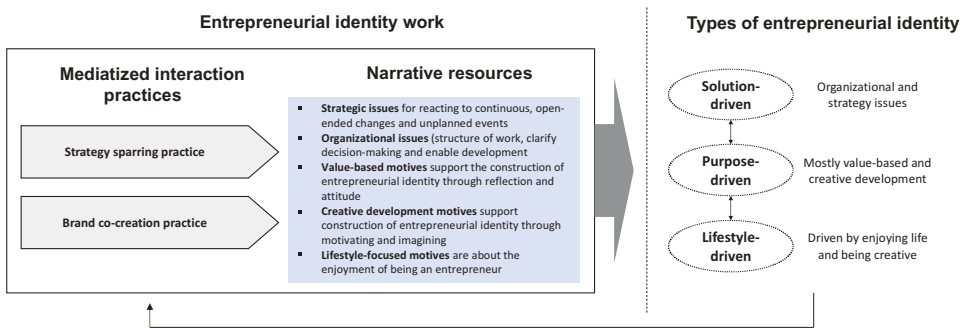 Entrepreneurial identity work
Types of entrepreneurial identity
Mediatized interaction
practices
Strategy sparring practice
Brand co-creation practice
Narrative resources
▪ Strategic issues for reacting to continuous, open-
ended changes and unplanned events
▪ Organizational issues (structure of work, clarify
decision-making and enable development
▪ Value-based motives support the construction of
entrepreneurial identity through reflection and
attitude
▪ Creative development motives support
construction of entrepreneurial identity through
motivating and imagining
▪ Lifestyle-focused motives are about the
enjoyment of being an entrepreneur
Solution-
driven
Organizational and
strategy issues
Purpose-
driven
Mostly value-based and
creative development
Lifestyle-
driven
Driven by enjoying life
and being creative